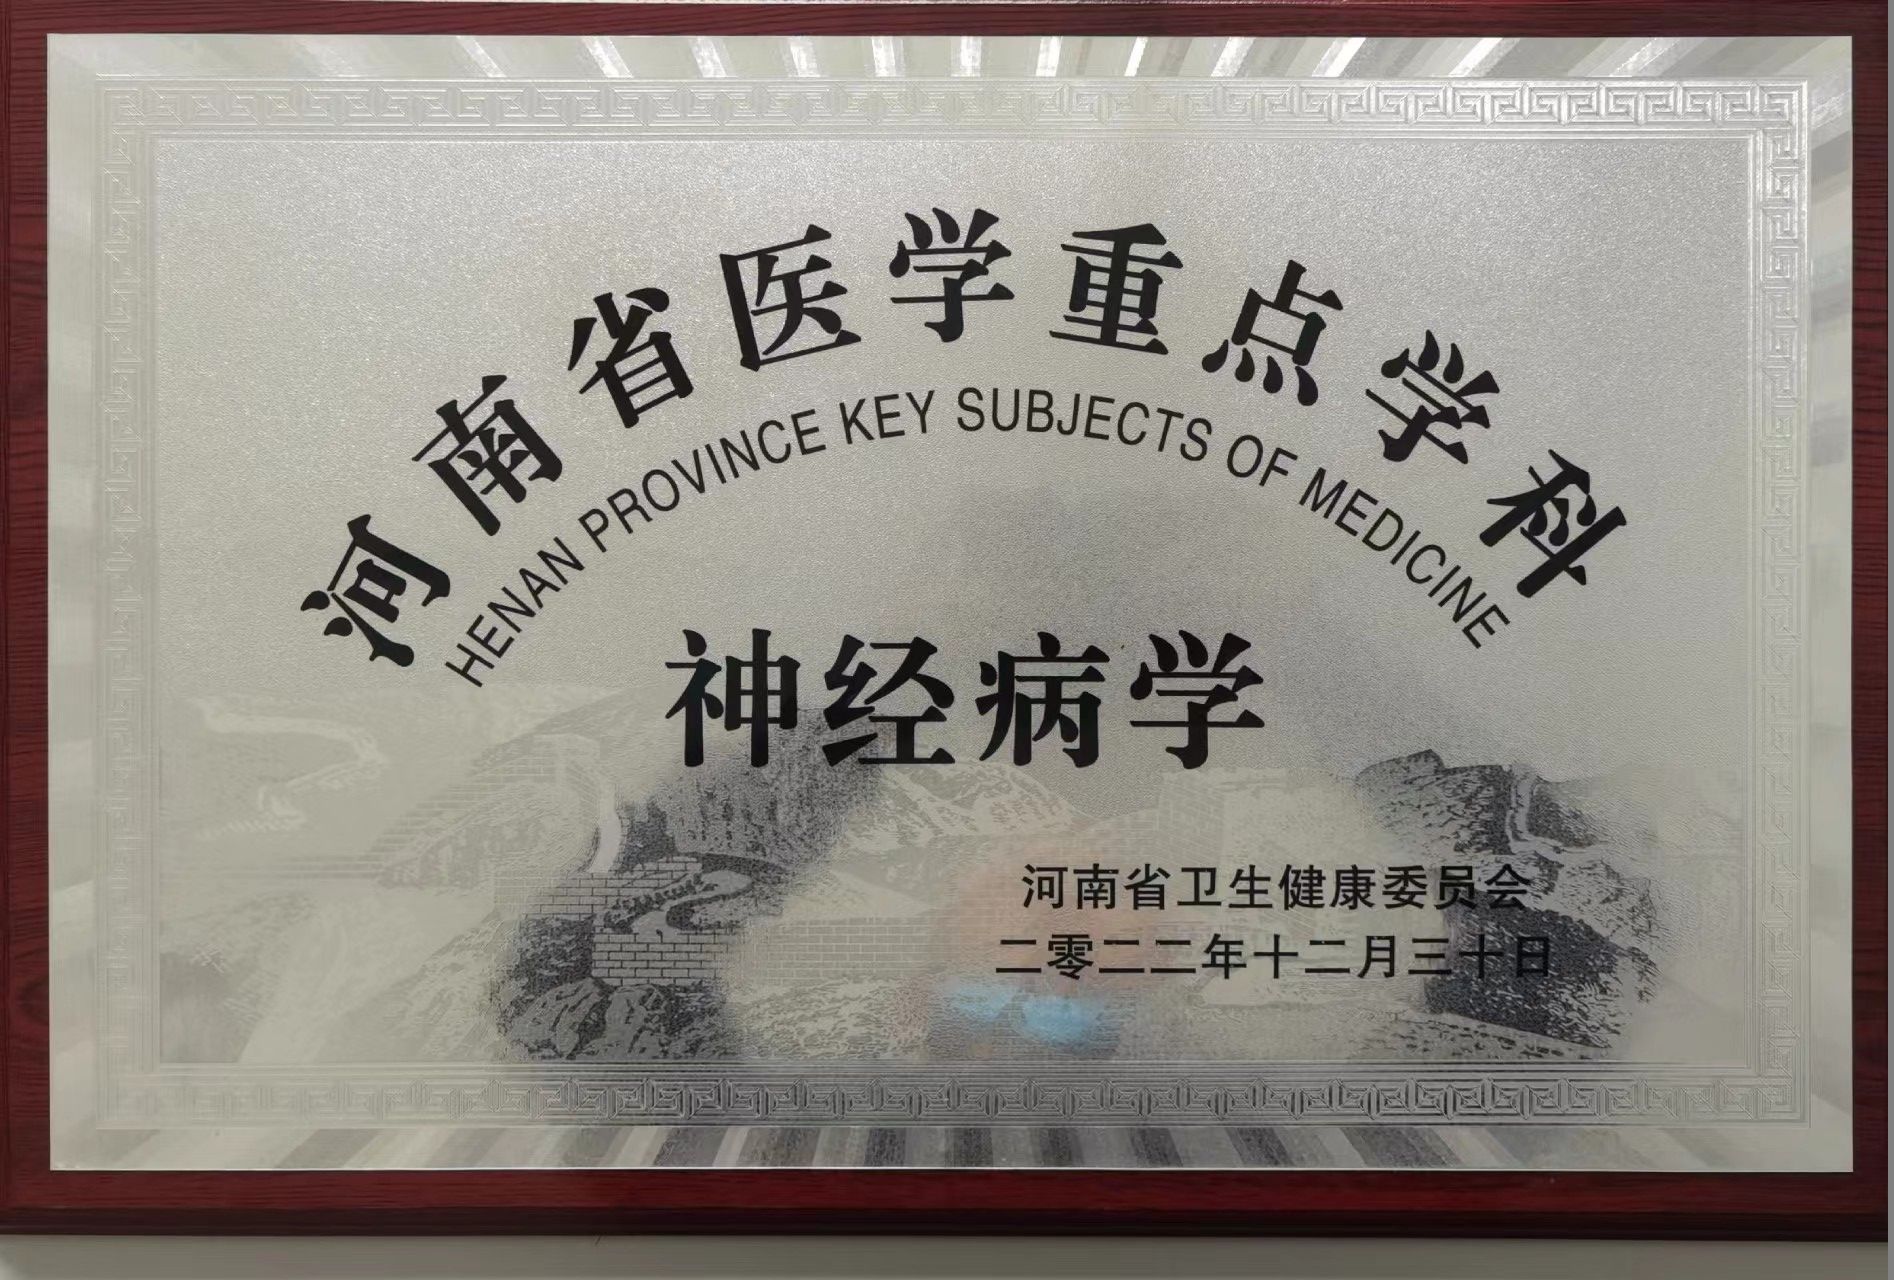 河南省医学重点学科
HENAN PROVINCE KEY SUBJECTS OF MEDICINE
神经病学
河南省卫生健康委员会
二零二二年十二月三十日